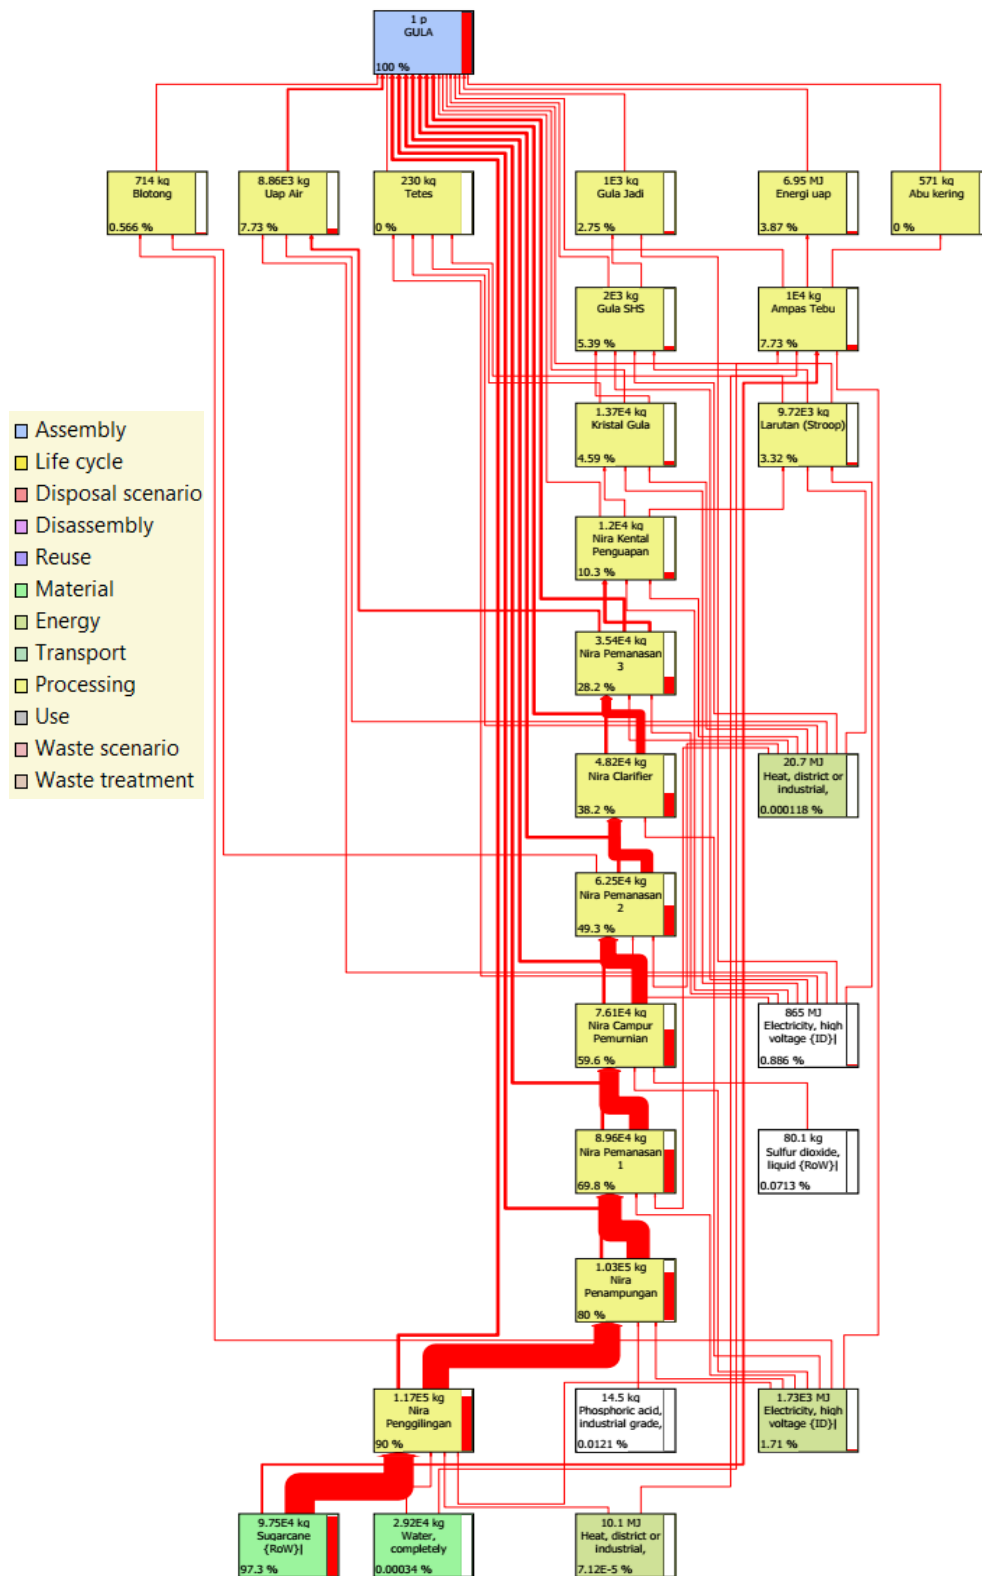 1 p
GULA
100 %
714 kg
Blotong
0.566 %
8.86E3 kg
Uap Air
7.73 %
230 kg
Tetes
0 %
1E3 kg
Gula Jadi
2.75 %
6.95 MJ
Energi uap
3.87 %
571 kg
Abu kering
0 %
2E3 kg
Gula SHS
5.39 %
1E4 kg
Ampas Tebu
7.73 %
1.37E4 kg
Kristal Gula
4.59 %
9.72E3 kg
Larutan (Stroop)
3.32 %
Assembly
Life cycle
Disposal scenario
Disassembly
Reuse
Material
Energy
Transport
Processing
Use
Waste scenario
Waste treatment
1.2E4 kg
Nira Kental
Penguapan
10.3 %
3.54E4 kg
Nira Pemanasan
3
28.2 %
4.82E4 kg
Nira Clarifier
38.2 %
20.7 MJ
Heat, district or
industrial,
0.000118 %
6.25E4 kg
Nira Pemanasan
2
49.3 %
7.61E4 kg
Nira Campur
Pemurnian
59.6 %
865 MJ
Electricity, high
voltage {ID}|
0.886 %
8.96E4 kg
Nira Pemanasan
1
69.8 %
80.1 kg
Sulfur dioxide,
liquid {RoW}|
0.0713 %
1.03E5 kg
Nira
Penampungan
80 %
1.17E5 kg
Nira
Penggilingan
90 %
14.5 kg
Phosphoric acid,
industrial grade,
0.0121 %
1.73E3 MJ
Electricity, high
voltage {ID}|
1.71 %
9.75E4 kg
Sugarcane
{RoW}|
97.3 %
2.92E4 kg
Water,
completely
0.00034 %
10.1 MJ
Heat, district or
industrial,
7.12E-5 %